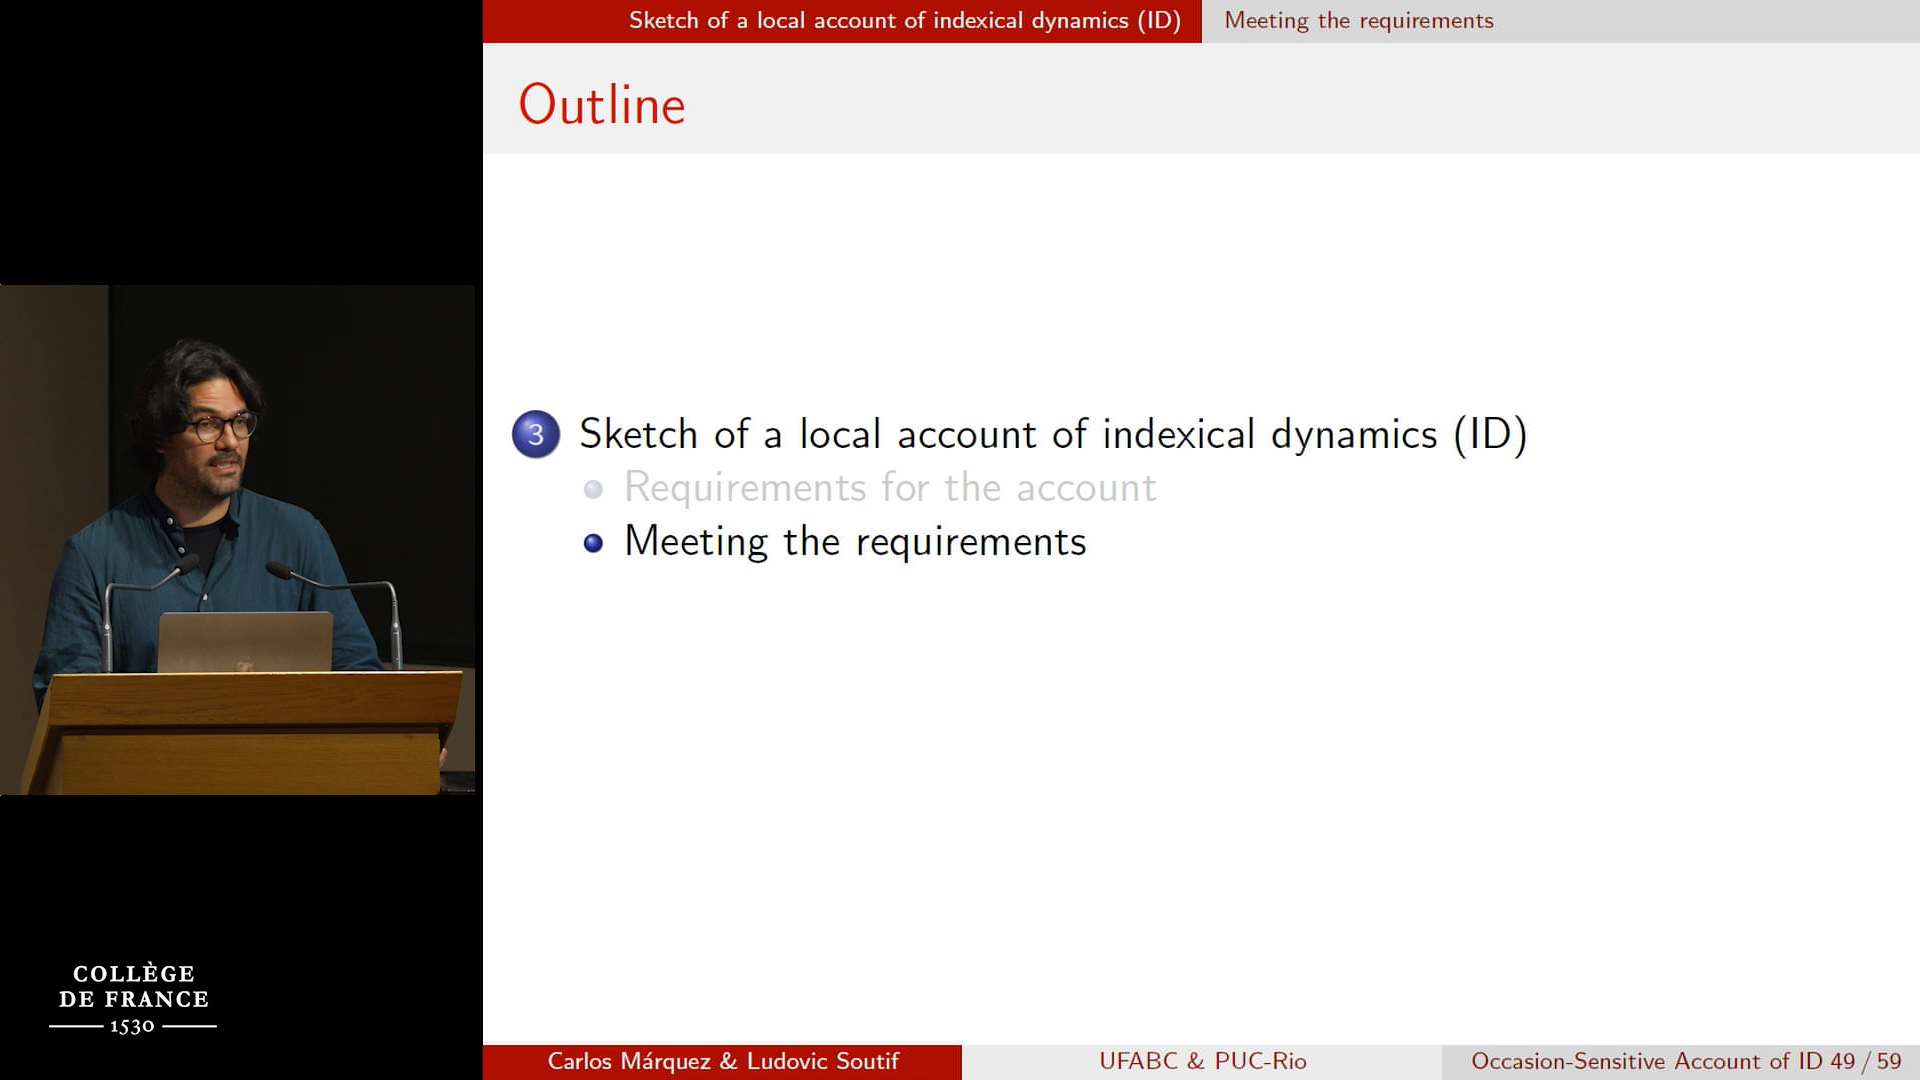 Sketch of a local account of indexical dynamics (ID)
Meeting the requirements
Outline
3 Sketch of a local account of indexical dynamics (ID)
Requirements for the account
Meeting the requirements
COLLÈGE
DE FRANCE
1530
Carlos Márquez & Ludovic Soutif
UFABC & PUC-Rio
Occasion-Sensitive Account of ID 49 / 59